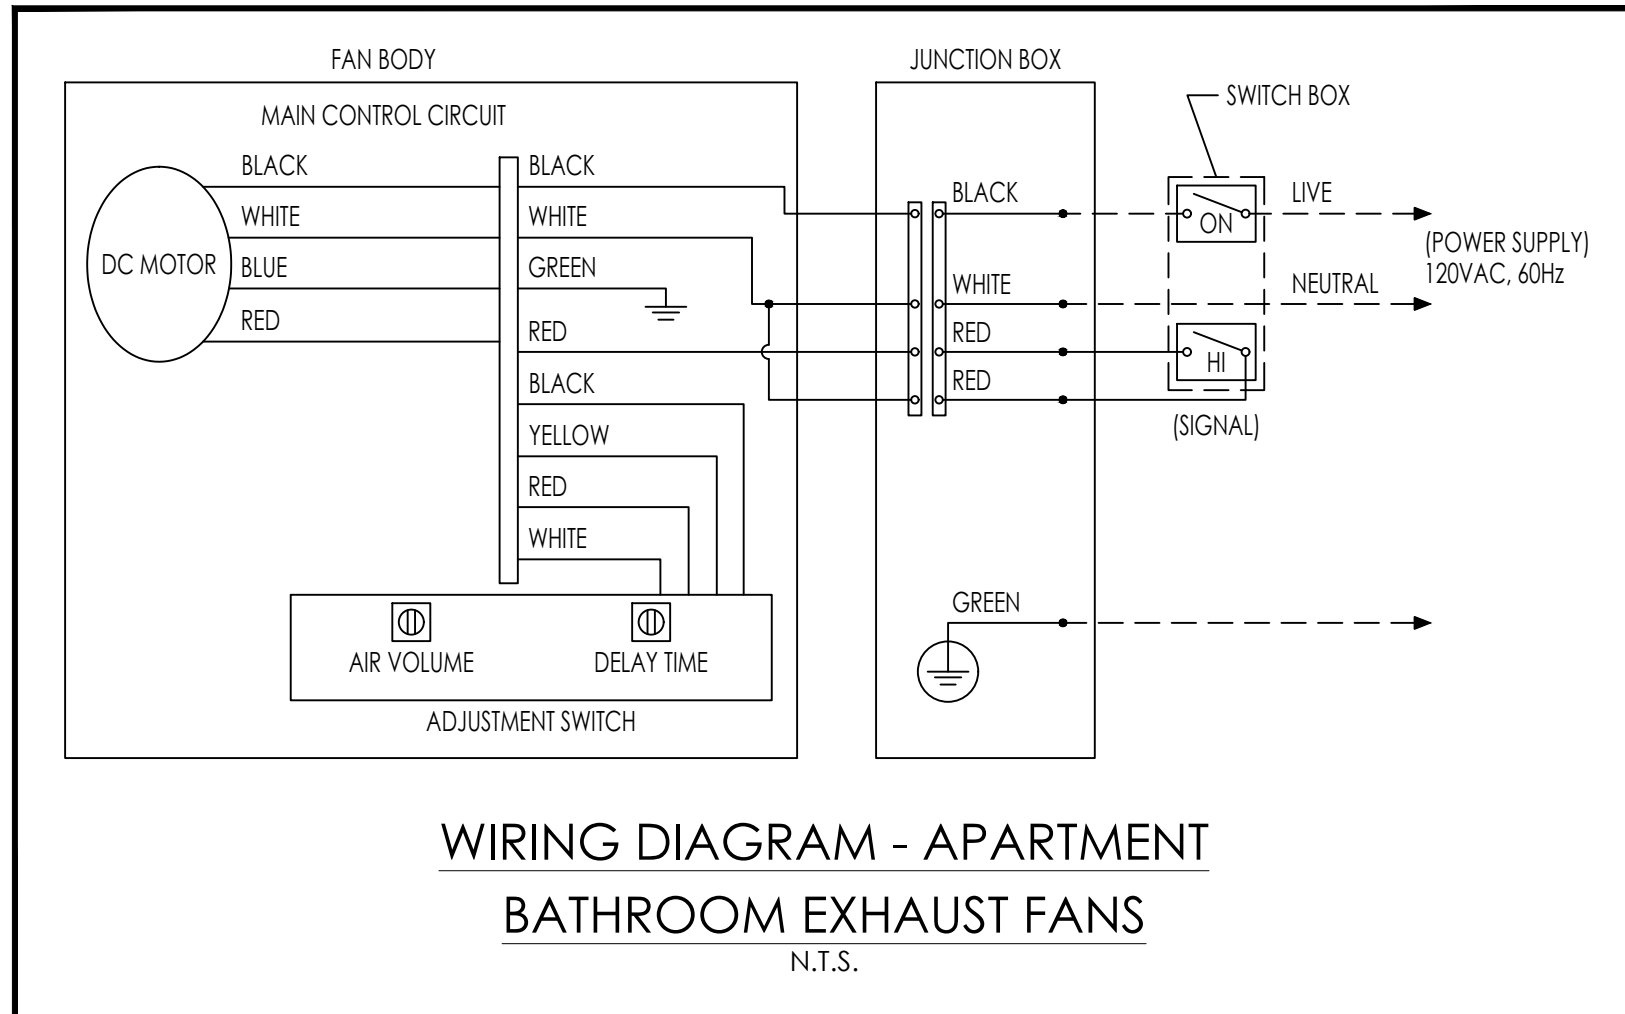 FAN BODY
JUNCTION BOX
SWITCH BOX
MAIN CONTROL CIRCUIT
BLACK
WHITE
BLUE
RED
DC MOTOR
BLACK
WHITE
GREEN
RED
BLACK
YELLOW
RED
WHITE
AIR VOLUME
DELAY TIME
ADJUSTMENT SWITCH
BLACK
WHITE
RED
RED
GREEN
ON
HI
(SIGNAL)
LIVE
NEUTRAL
(POWER SUPPLY)
120VAC, 60Hz
WIRING DIAGRAM - APARTMENT
BATHROOM EXHAUST FANS
N.T.S.